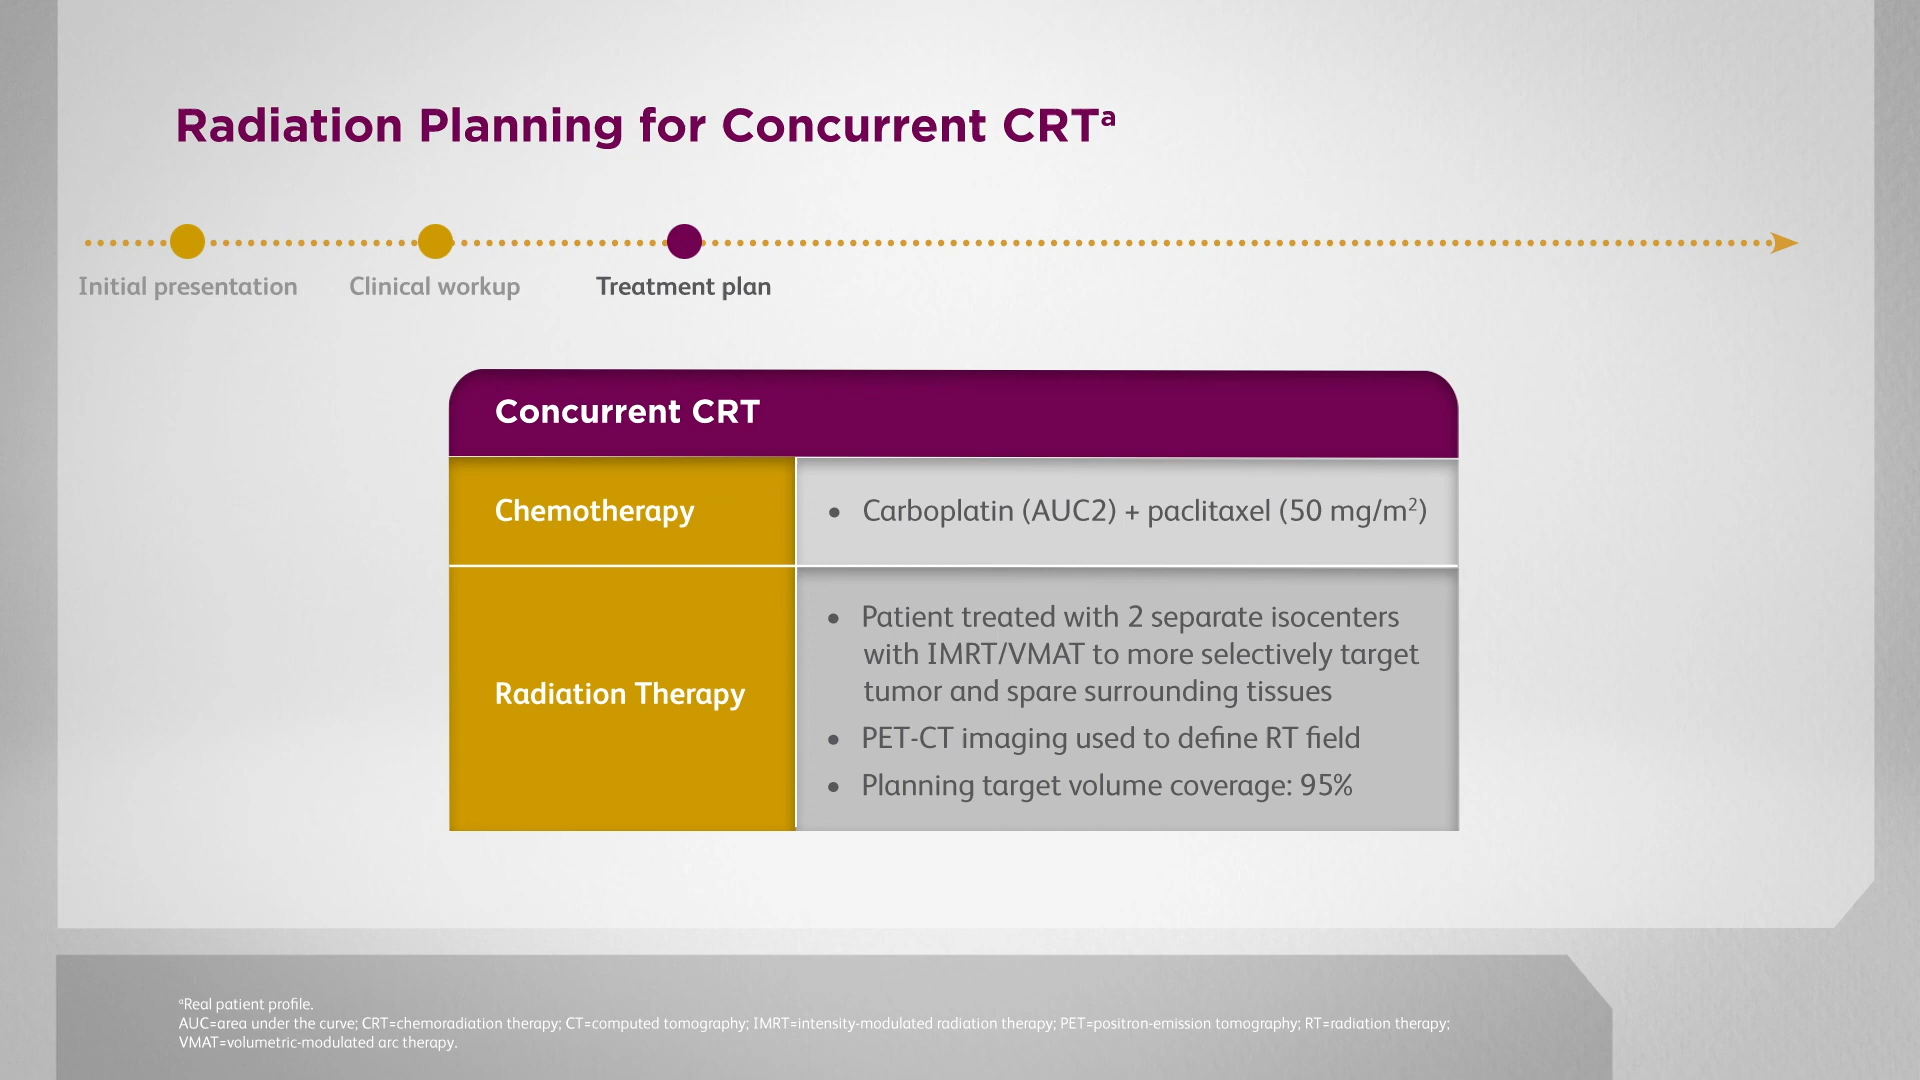 Radiation Planning for Concurrent CRTᵃ
Initial presentation
Clinical workup
Treatment plan
Concurrent CRT
Chemotherapy
• Carboplatin (AUC2) + paclitaxel (50 mg/m²)
Radiation Therapy
• Patient treated with 2 separate isocenters
with IMRT/VMAT to more selectively target
tumor and spare surrounding tissues
• PET-CT imaging used to define RT field
• Planning target volume coverage: 95%
ᵃReal patient profile.
AUC=area under the curve; CRT=chemoradiation therapy; CT=computed tomography; IMRT=intensity-modulated radiation therapy; PET=positron-emission tomography; RT=radiation therapy;
VMAT=volumetric-modulated arc therapy.